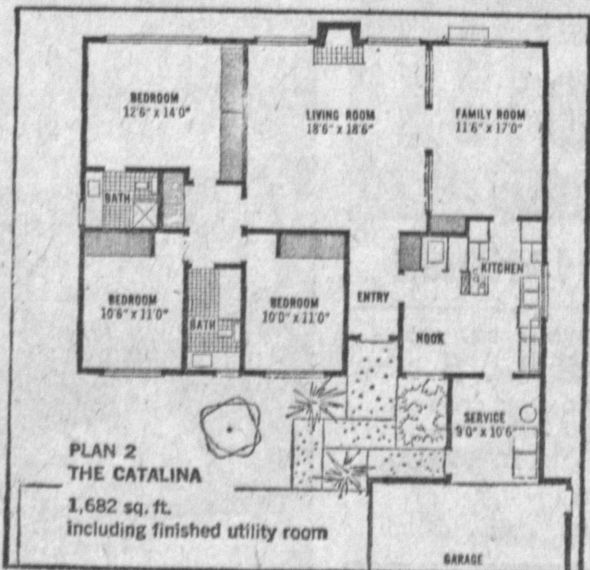 BEDROOM
12'6" x 14'0"
LIVING ROOM
18'6" x 18'6"
FAMILY ROOM
11'6" x 17'0"
BATH
BEDROOM
10'6" x 11'0"
BATH
BEDROOM
10'0" x 11'0"
ENTRY
KITCHEN
NOOK
SERVICE
9'0" x 10'6"
PLAN 2
THE CATALINA
1,682 sq. ft.
including finished utility room
GARAGE